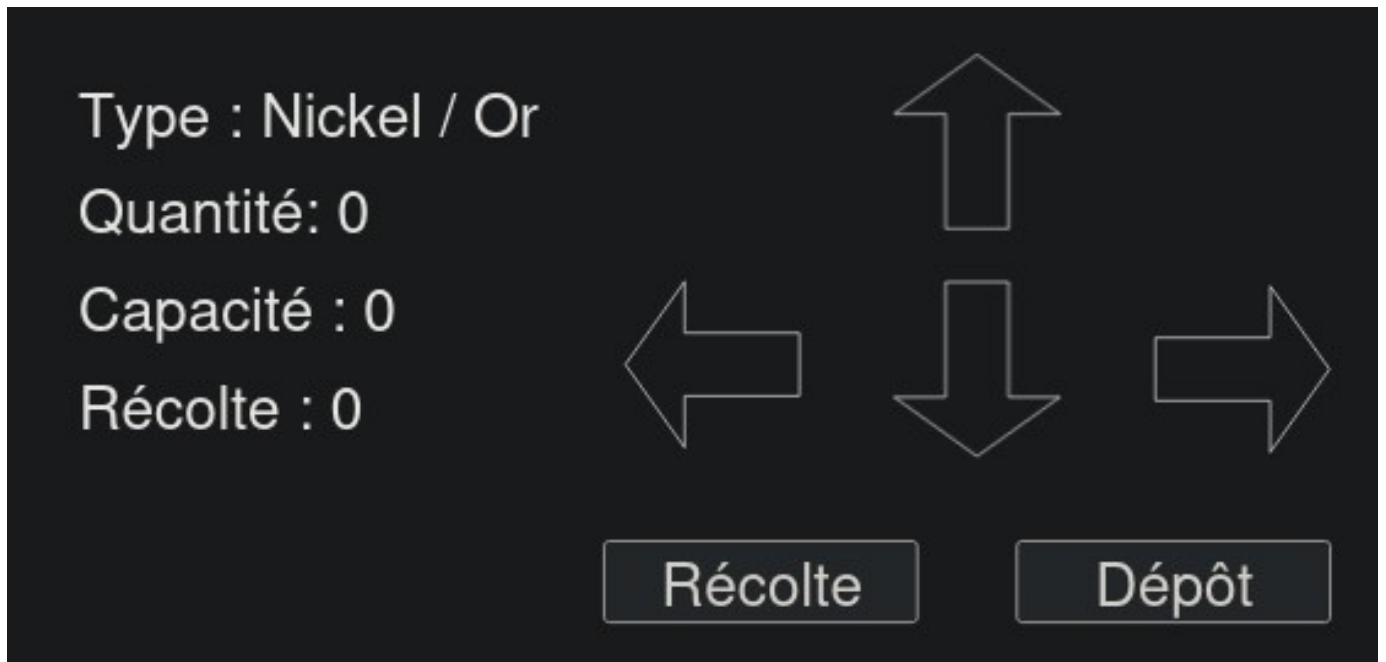 Type : Nickel / Or
Quantité: 0
Capacité : 0
Récolte : 0
Récolte
Dépôt